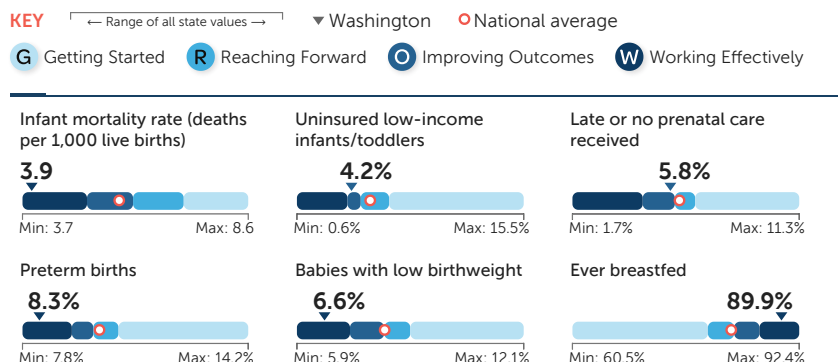 KEY ← Range of all state values → Washington National average
G Getting Started R Reaching Forward O Improving Outcomes W Working Effectively
Infant mortality rate (deaths per 1,000 live births)
3.9
Min: 3.7 Max: 8.6
Uninsured low-income infants/toddlers
4.2%
Min: 0.6% Max: 15.5%
Late or no prenatal care received
5.8%
Min: 1.7% Max: 11.3%
Preterm births
8.3%
Min: 7.8% Max: 14.2%
Babies with low birthweight
6.6%
Min: 5.9% Max: 12.1%
Ever breastfed
89.9%
Min: 60.5% Max: 92.4%